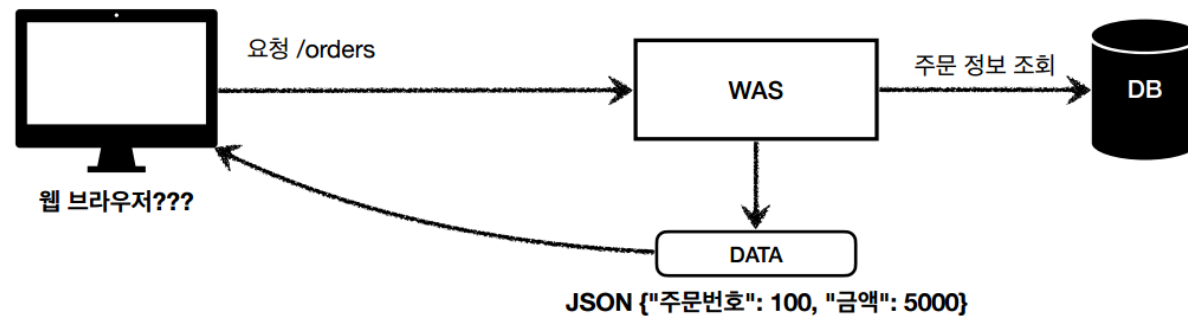 요청 /orders
WAS
주문 정보 조회
DB
웹 브라우저???
DATA
JSON {"주문번호": 100, "금액": 5000}